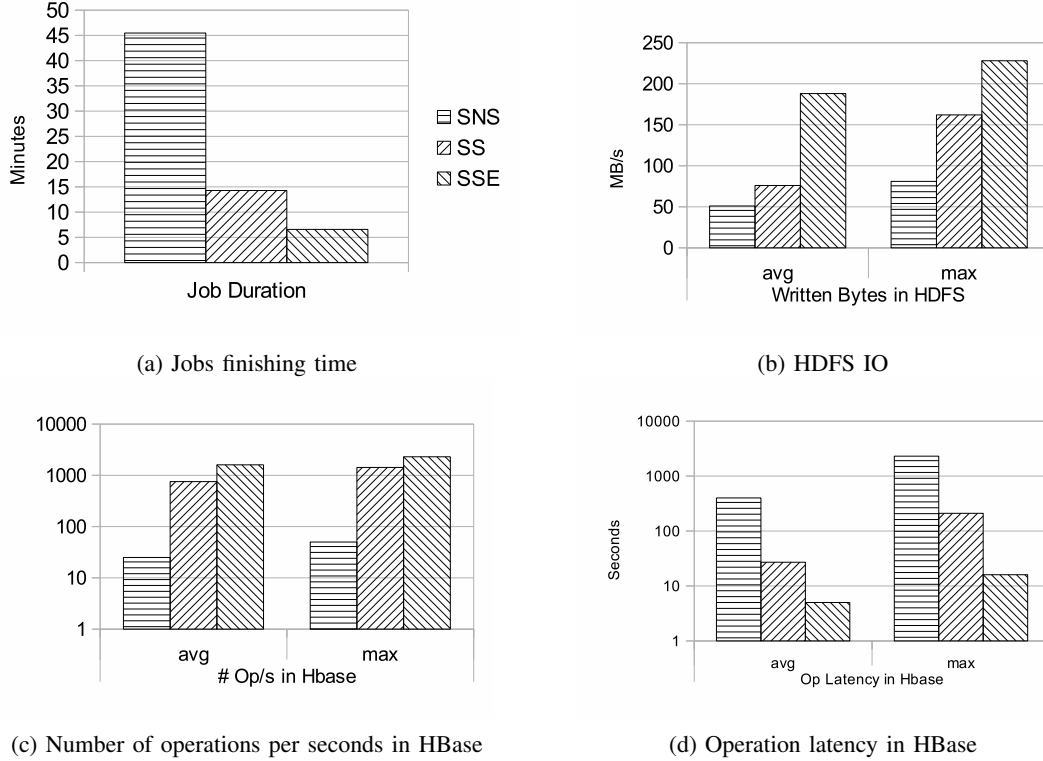 50
45
40
35
30
25
20
15
10
5
0
Minutes
Job Duration
SNS
SS
SSE
(a) Jobs finishing time
250
200
150
100
50
0
MB/s
avg max
Written Bytes in HDFS
(b) HDFS IO
10000
1000
100
10
1
avg max
# Op/s in Hbase
(c) Number of operations per seconds in HBase
10000
1000
100
10
1
Seconds
avg max
Op Latency in Hbase
(d) Operation latency in HBase